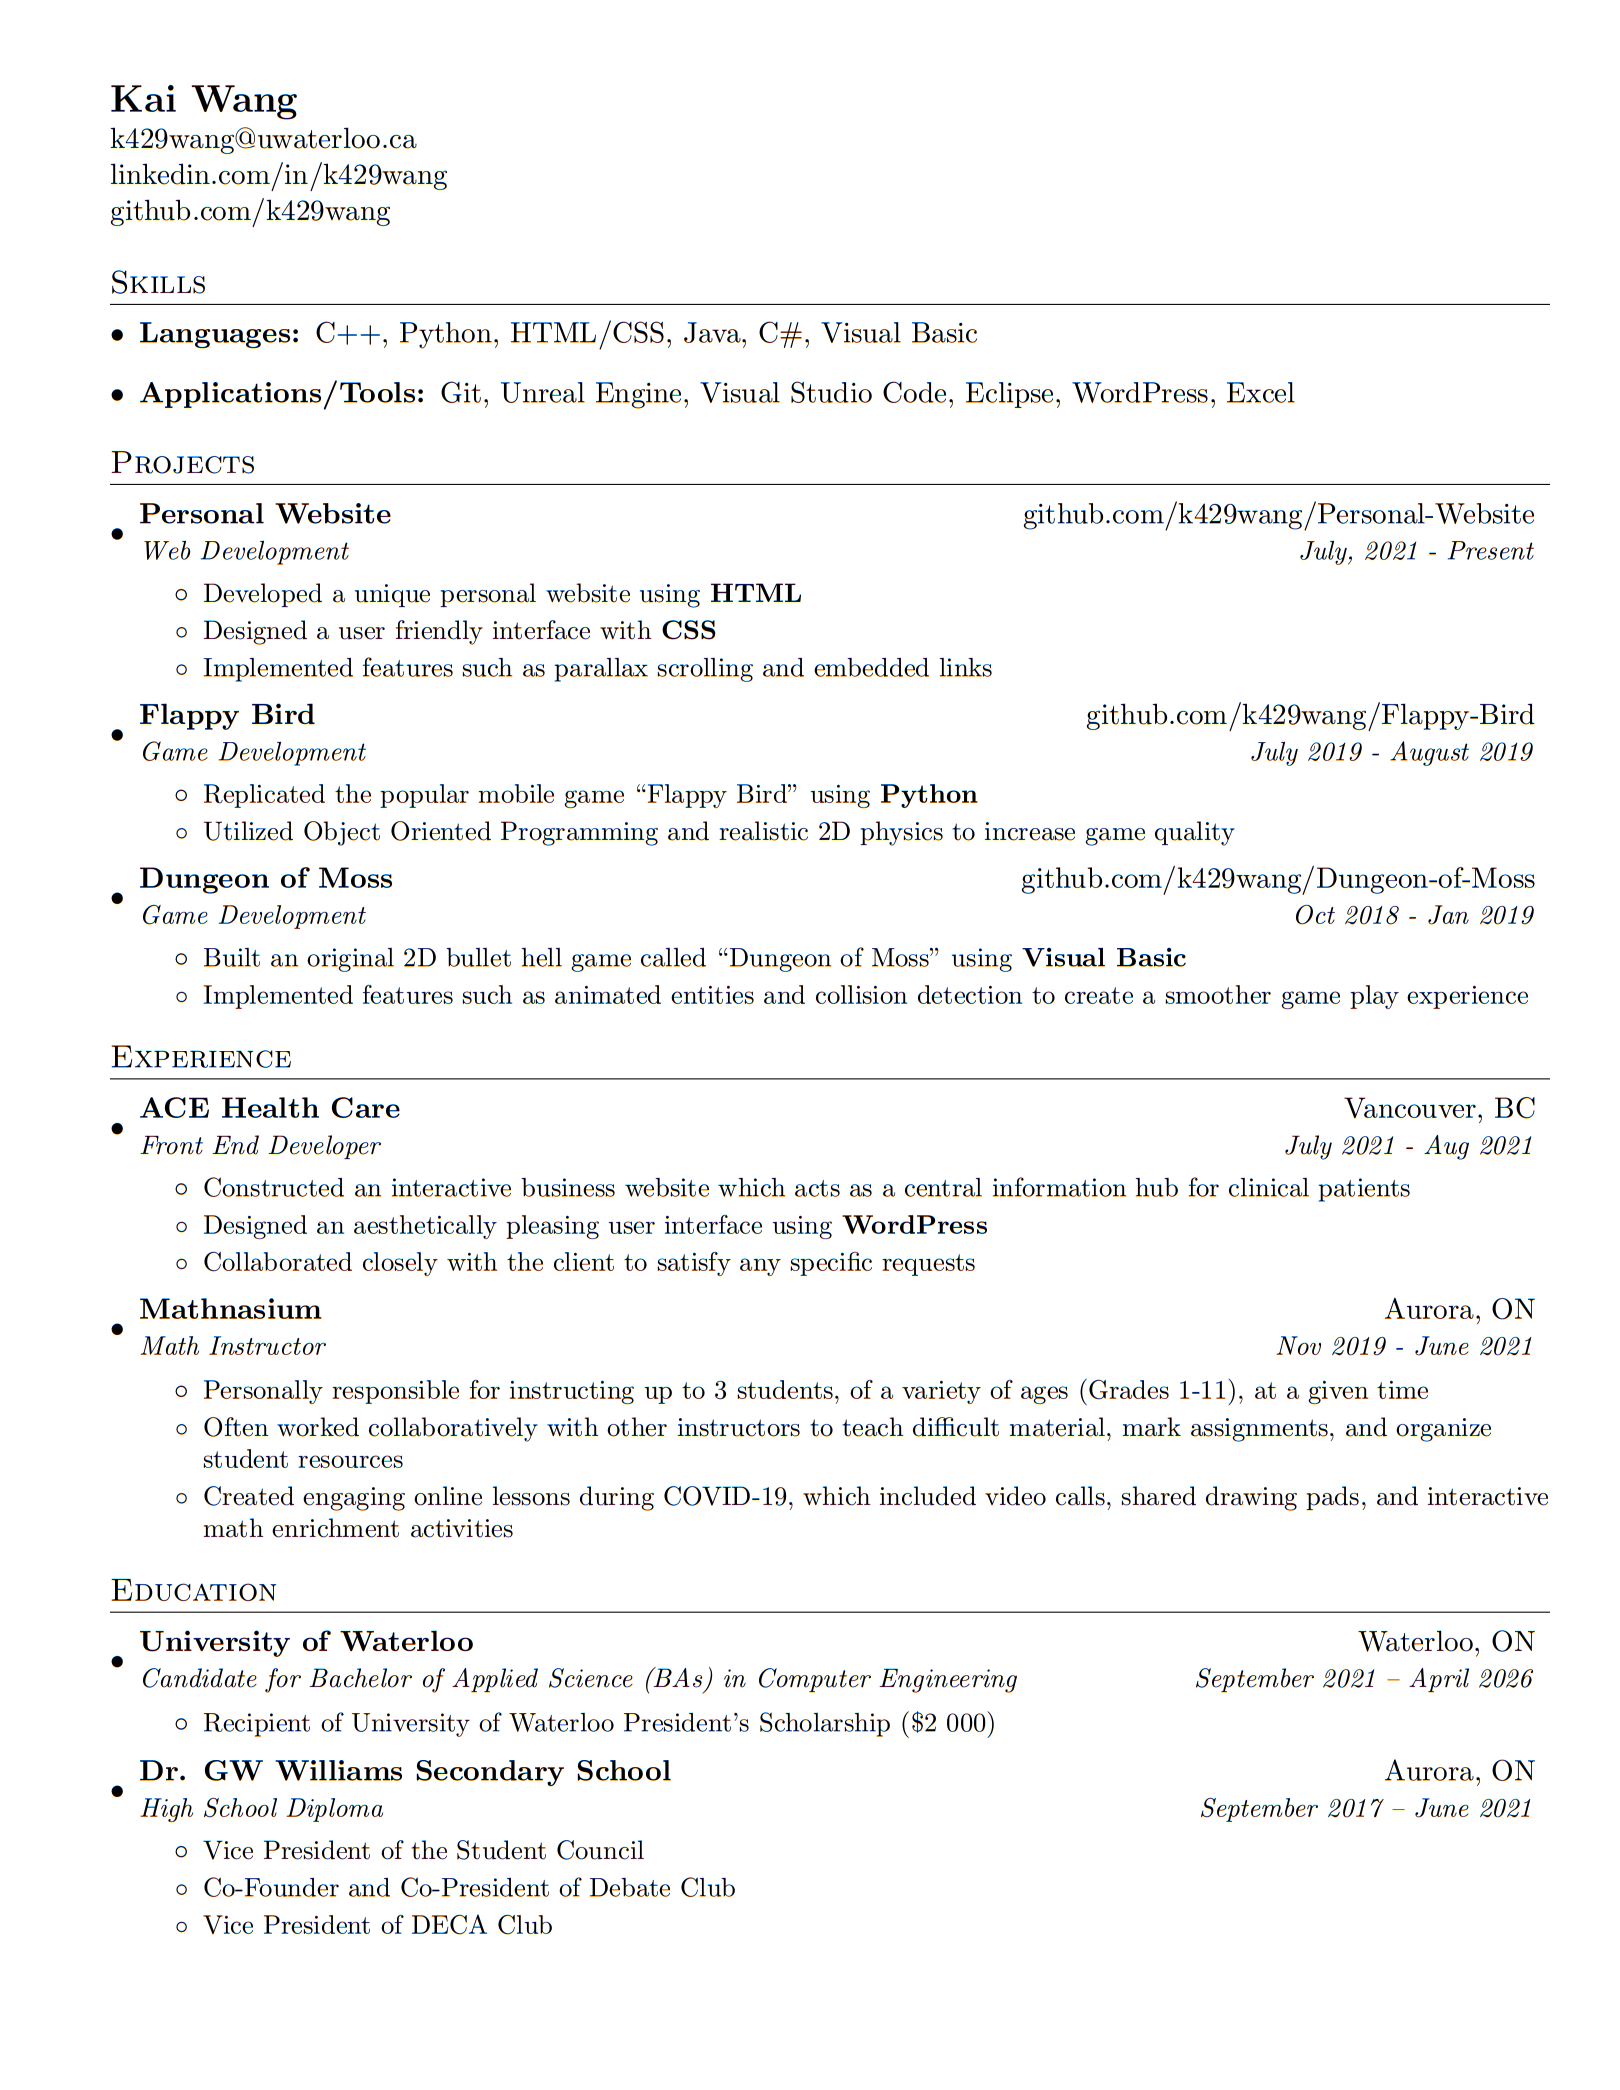 Kai Wang
k429wang@uwaterloo.ca
linkedin.com/in/k429wang
github.com/k429wang
Skills
• Languages: C++, Python, HTML/CSS, Java, C#, Visual Basic
• Applications/Tools: Git, Unreal Engine, Visual Studio Code, Eclipse, WordPress, Excel
Projects
• Personal Website github.com/k429wang/Personal-Website
Web Development July, 2021 - Present
◦ Developed a unique personal website using HTML
◦ Designed a user friendly interface with CSS
◦ Implemented features such as parallax scrolling and embedded links
• Flappy Bird github.com/k429wang/Flappy-Bird
Game Development July 2019 - August 2019
◦ Replicated the popular mobile game “Flappy Bird” using Python
◦ Utilized Object Oriented Programming and realistic 2D physics to increase game quality
• Dungeon of Moss github.com/k429wang/Dungeon-of-Moss
Game Development Oct 2018 - Jan 2019
◦ Built an original 2D bullet hell game called “Dungeon of Moss” using Visual Basic
◦ Implemented features such as animated entities and collision detection to create a smoother game play experience
Experience
• ACE Health Care Vancouver, BC
Front End Developer July 2021 - Aug 2021
◦ Constructed an interactive business website which acts as a central information hub for clinical patients
◦ Designed an aesthetically pleasing user interface using WordPress
◦ Collaborated closely with the client to satisfy any specific requests
• Mathnasium Aurora, ON
Math Instructor Nov 2019 - June 2021
◦ Personally responsible for instructing up to 3 students, of a variety of ages (Grades 1-11), at a given time
◦ Often worked collaboratively with other instructors to teach difficult material, mark assignments, and organize
student resources
◦ Created engaging online lessons during COVID-19, which included video calls, shared drawing pads, and interactive
math enrichment activities
Education
• University of Waterloo Waterloo, ON
Candidate for Bachelor of Applied Science (BAs) in Computer Engineering September 2021 – April 2026
◦ Recipient of University of Waterloo President's Scholarship ($2 000)
• Dr. GW Williams Secondary School Aurora, ON
High School Diploma September 2017 – June 2021
◦ Vice President of the Student Council
◦ Co-Founder and Co-President of Debate Club
◦ Vice President of DECA Club